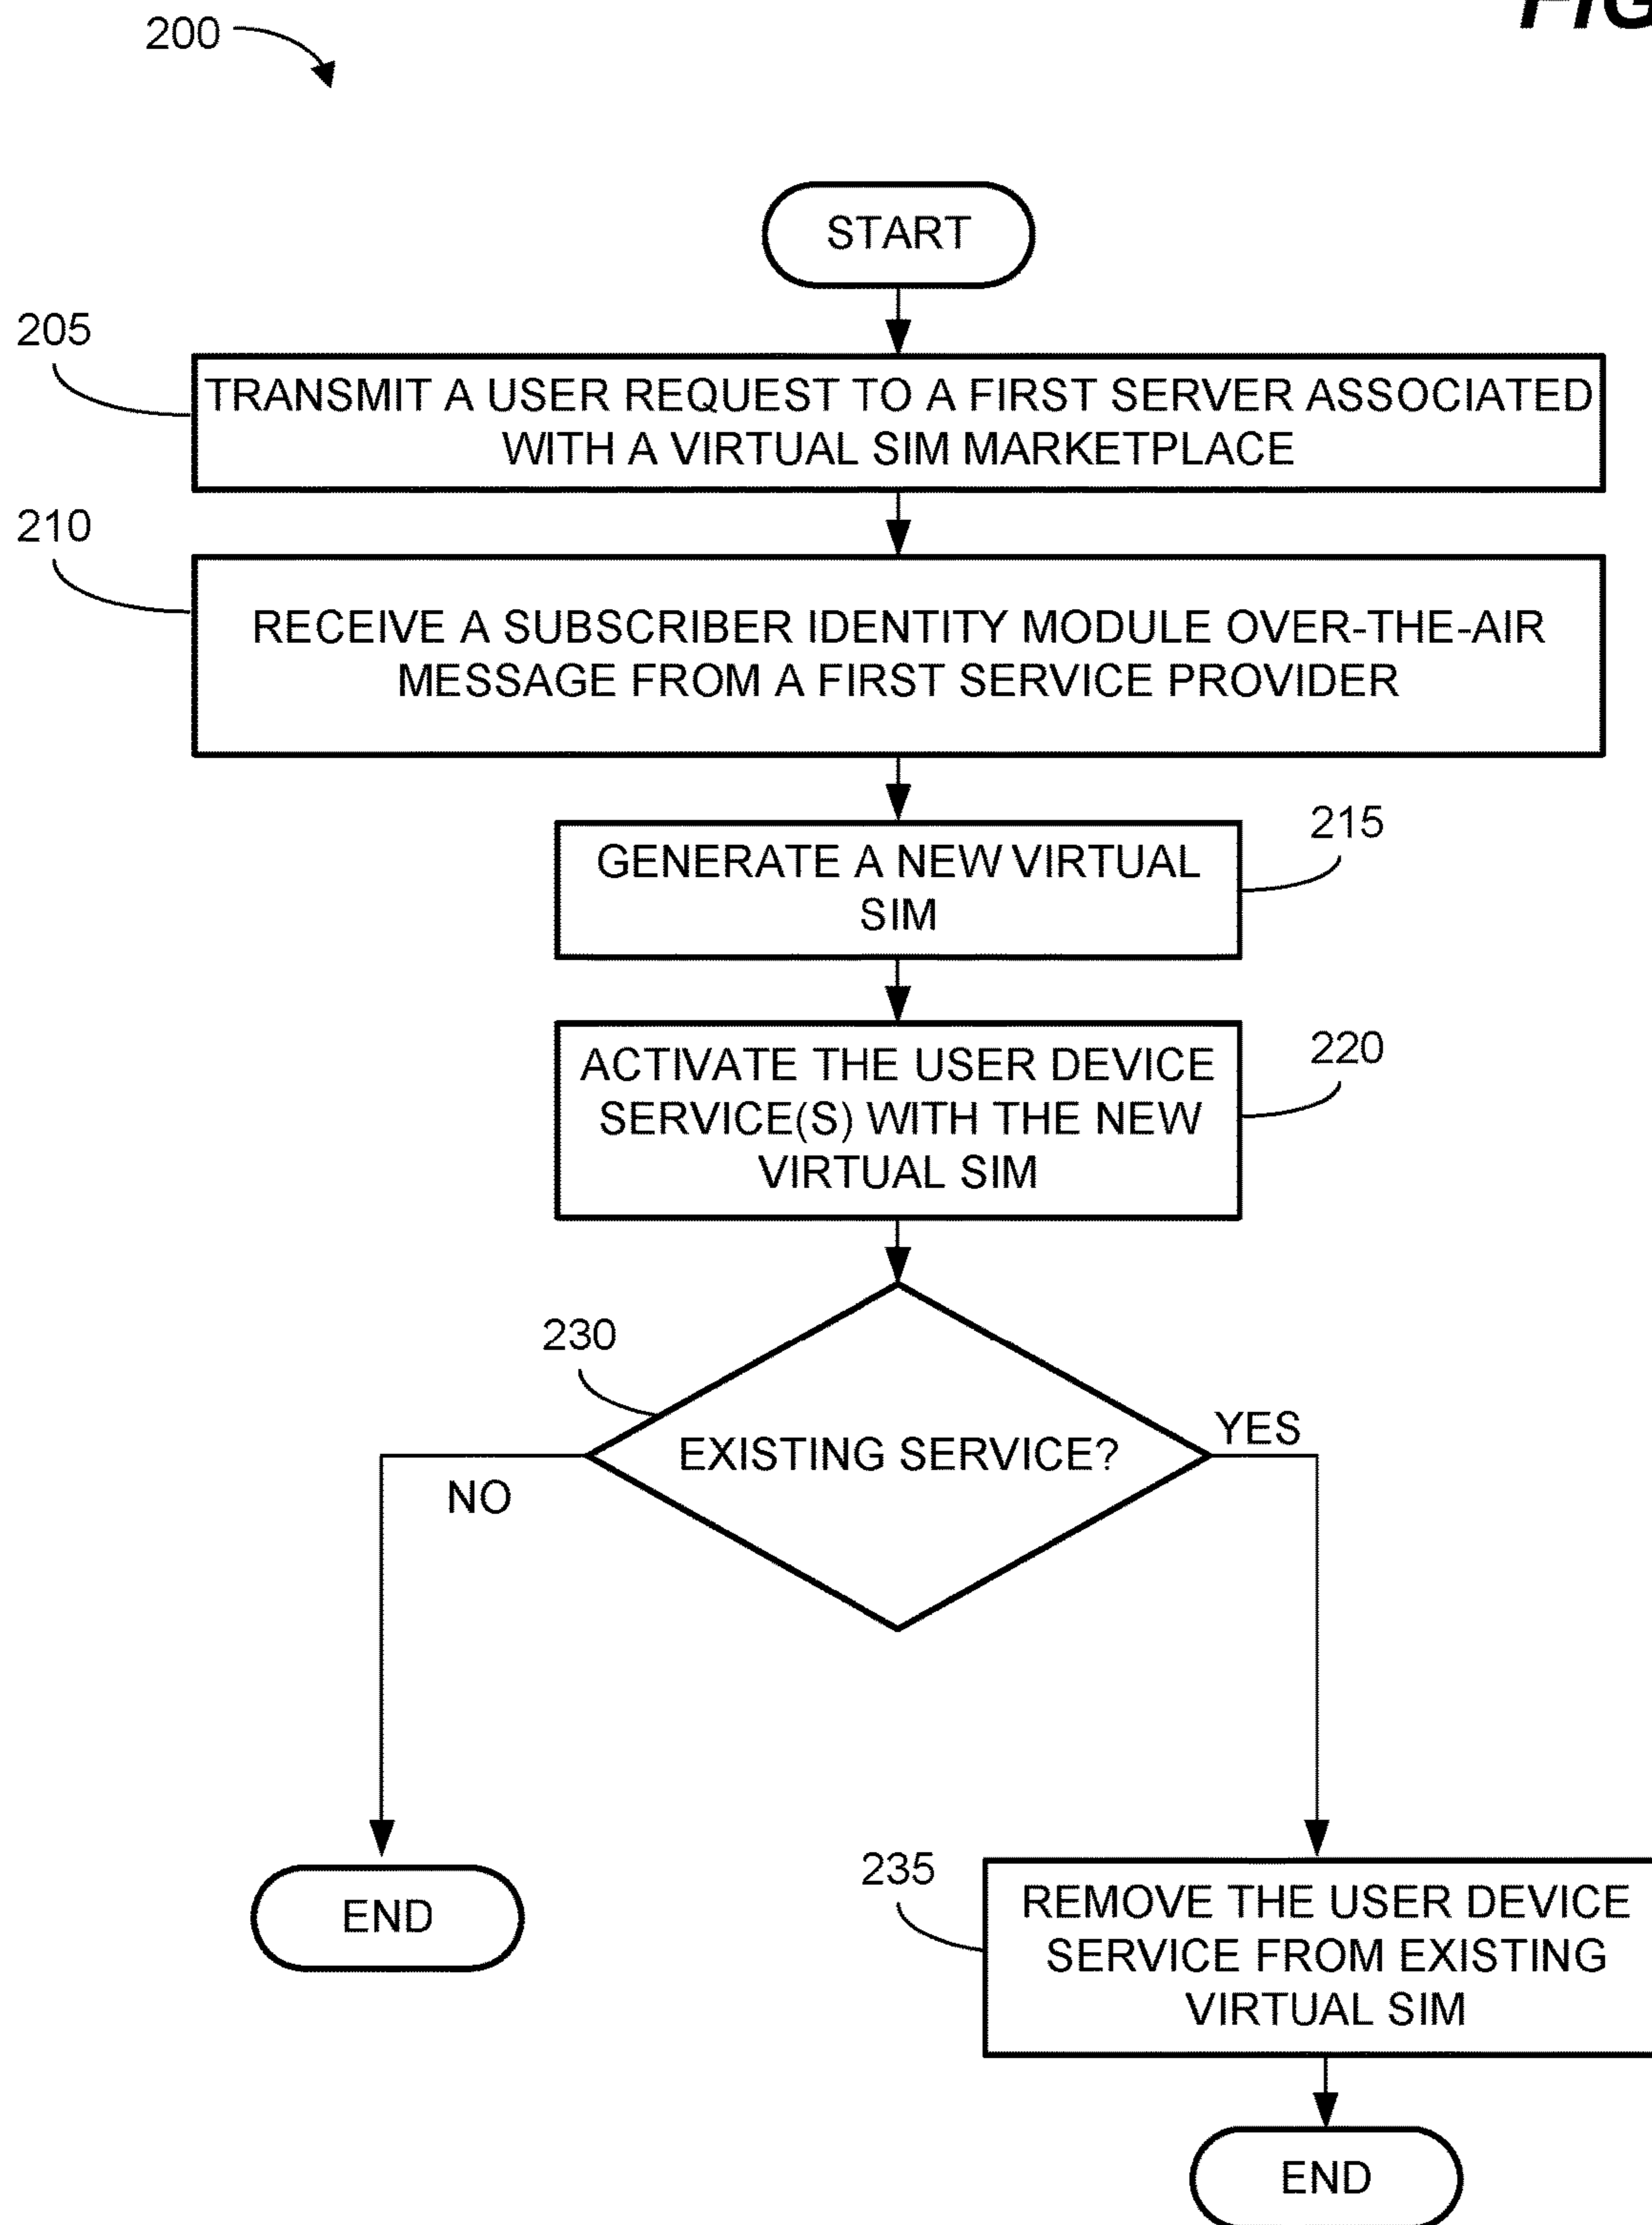 200
FIG
START
205
TRANSMIT A USER REQUEST TO A FIRST SERVER ASSOCIATED
WITH A VIRTUAL SIM MARKETPLACE
210
RECEIVE A SUBSCRIBER IDENTITY MODULE OVER-THE-AIR
MESSAGE FROM A FIRST SERVICE PROVIDER
215
GENERATE A NEW VIRTUAL
SIM
220
ACTIVATE THE USER DEVICE
SERVICE(S) WITH THE NEW
VIRTUAL SIM
230
EXISTING SERVICE?
YES
NO
235
END
REMOVE THE USER DEVICE
SERVICE FROM EXISTING
VIRTUAL SIM
END